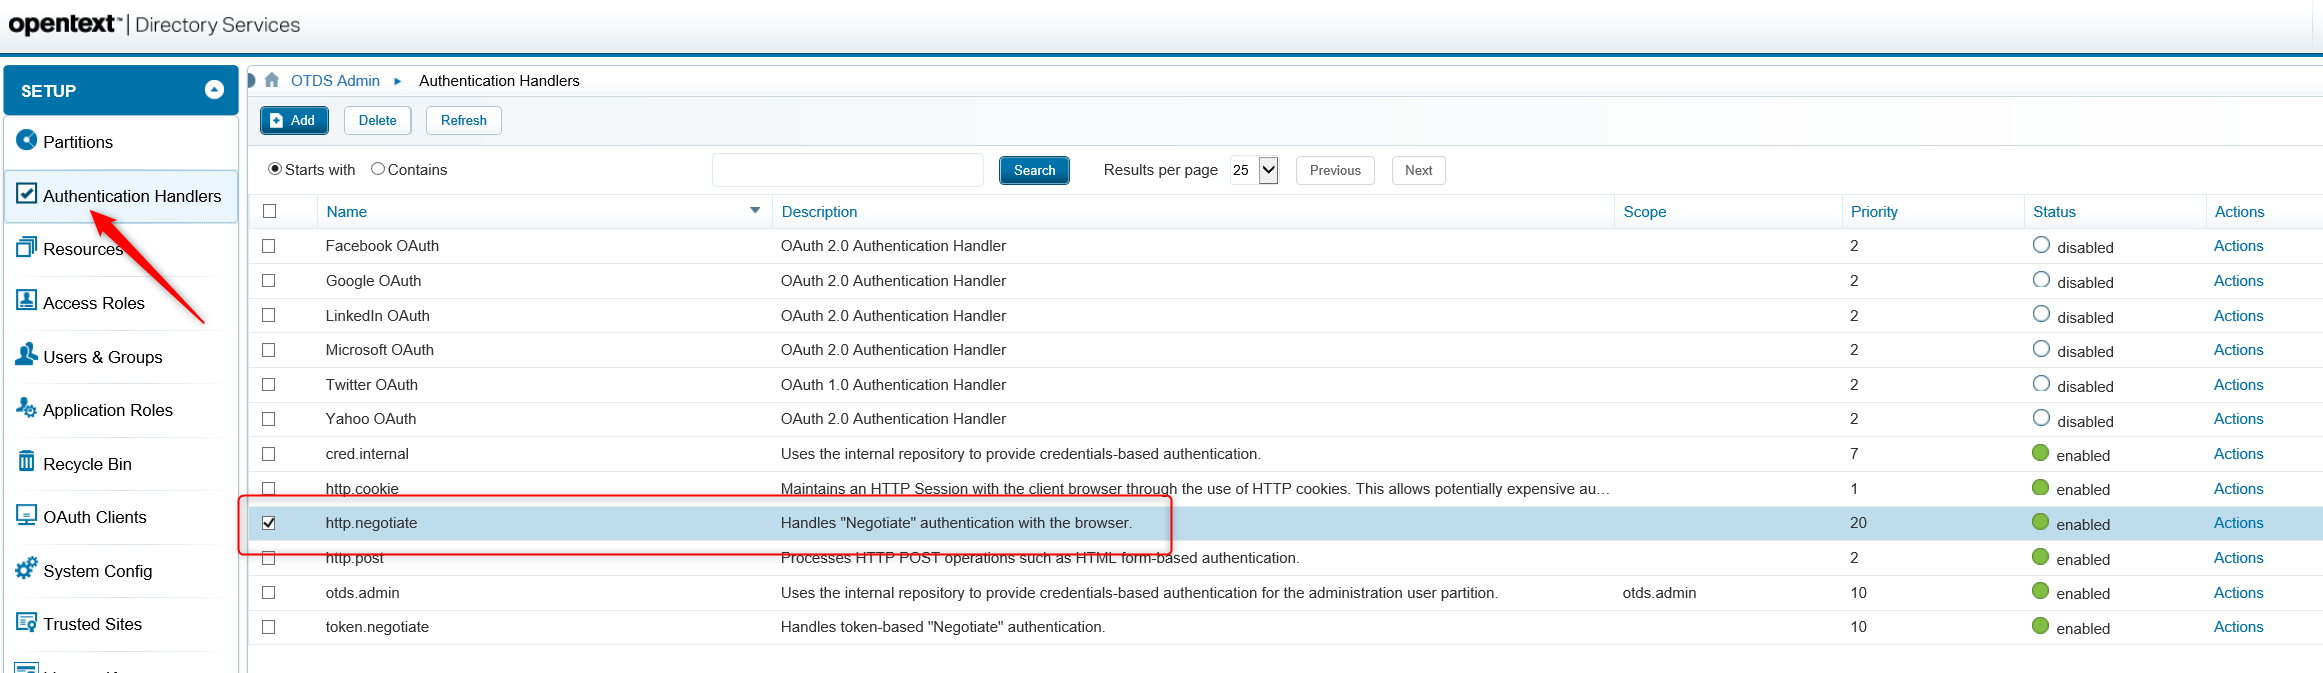 opentext™ | Directory Services
SETUP
Partitions
Authentication Handlers
Resources
Access Roles
Users & Groups
Application Roles
Recycle Bin
OAuth Clients
System Config
Trusted Sites
OTDS Admin ▸ Authentication Handlers
Add Delete Refresh
Starts with Contains Search Results per page 25 Previous Next
Name Description Scope Priority Status Actions
Facebook OAuth OAuth 2.0 Authentication Handler 2 disabled Actions
Google OAuth OAuth 2.0 Authentication Handler 2 disabled Actions
LinkedIn OAuth OAuth 2.0 Authentication Handler 2 disabled Actions
Microsoft OAuth OAuth 2.0 Authentication Handler 2 disabled Actions
Twitter OAuth OAuth 1.0 Authentication Handler 2 disabled Actions
Yahoo OAuth OAuth 2.0 Authentication Handler 2 disabled Actions
cred.internal Uses the internal repository to provide credentials-based authentication. 7 enabled Actions
http.cookie Maintains an HTTP Session with the client browser through the use of HTTP cookies. This allows potentially expensive au... 1 enabled Actions
http.negotiate Handles "Negotiate" authentication with the browser. 20 enabled Actions
http.post Processes HTTP POST operations such as HTML form-based authentication. 2 enabled Actions
otds.admin Uses the internal repository to provide credentials-based authentication for the administration user partition. otds.admin 10 enabled Actions
token.negotiate Handles token-based "Negotiate" authentication. 10 enabled Actions